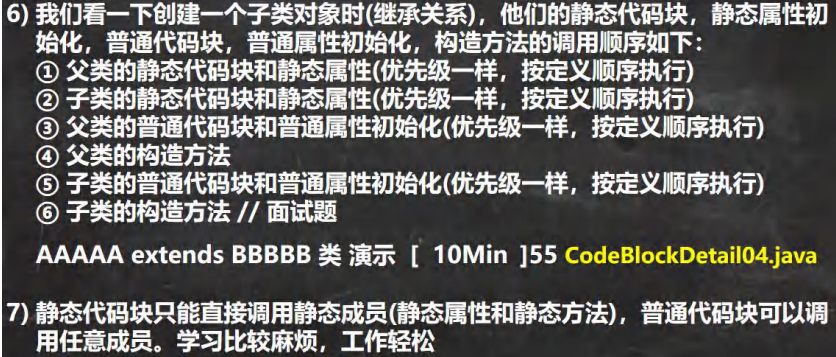 6) 我们看一下创建一个子类对象时(继承关系)，他们的静态代码块，静态属性初
始化，普通代码块，普通属性初始化，构造方法的调用顺序如下：
① 父类的静态代码块和静态属性(优先级一样，按定义顺序执行)
② 子类的静态代码块和静态属性(优先级一样，按定义顺序执行)
③ 父类的普通代码块和普通属性初始化(优先级一样，按定义顺序执行)
④ 父类的构造方法
⑤ 子类的普通代码块和普通属性初始化(优先级一样，按定义顺序执行)
⑥ 子类的构造方法 // 面试题
AAAAA extends BBBBB 类 演示 [ 10Min ]55 CodeBlockDetail04.java
7) 静态代码块只能直接调用静态成员(静态属性和静态方法)，普通代码块可以调
用任意成员。学习比较麻烦，工作轻松